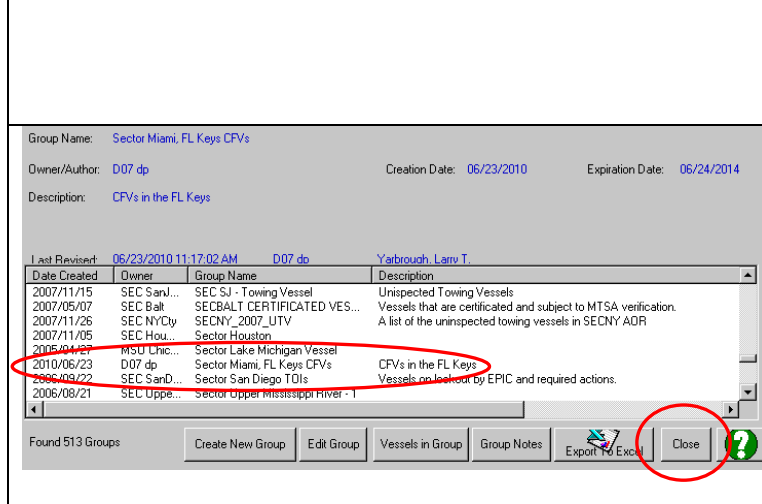 Group Name: Sector Miami, FL Keys CFVs
Owner/Author: D07 dp Creation Date: 06/23/2010 Expiration Date: 06/24/2014
Description: CFVs in the FL Keys
Last Revised: 06/23/2010 11:17:02 AM D07 dp Yarbrough, Larry T.
Date Created Owner Group Name Description
2007/11/15 SEC SanJ... SEC SJ - Towing Vessel Unispected Towing Vessels
2007/05/07 SEC Balt SECBALT CERTIFICATED VES... Vessels that are certificated and subject to MTSA verification.
2007/11/26 SEC NYCty SECNY_2007_UTV A list of the uninspected towing vessels in SECNY AOR
2007/11/05 SEC Hou... Sector Houston
2005/04/27 MSU Chic... Sector Lake Michigan Vessel
2010/06/23 D07 dp Sector Miami, FL Keys CFVs CFVs in the FL Keys
2006/09/22 SEC SanD... Sector San Diego TOIs Vessels on lookout by EPIC and required actions.
2006/08/21 SEC Uppe... Sector Upper Mississippi River - 1
Found 513 Groups Create New Group Edit Group Vessels in Group Group Notes Export To Excel Close ?